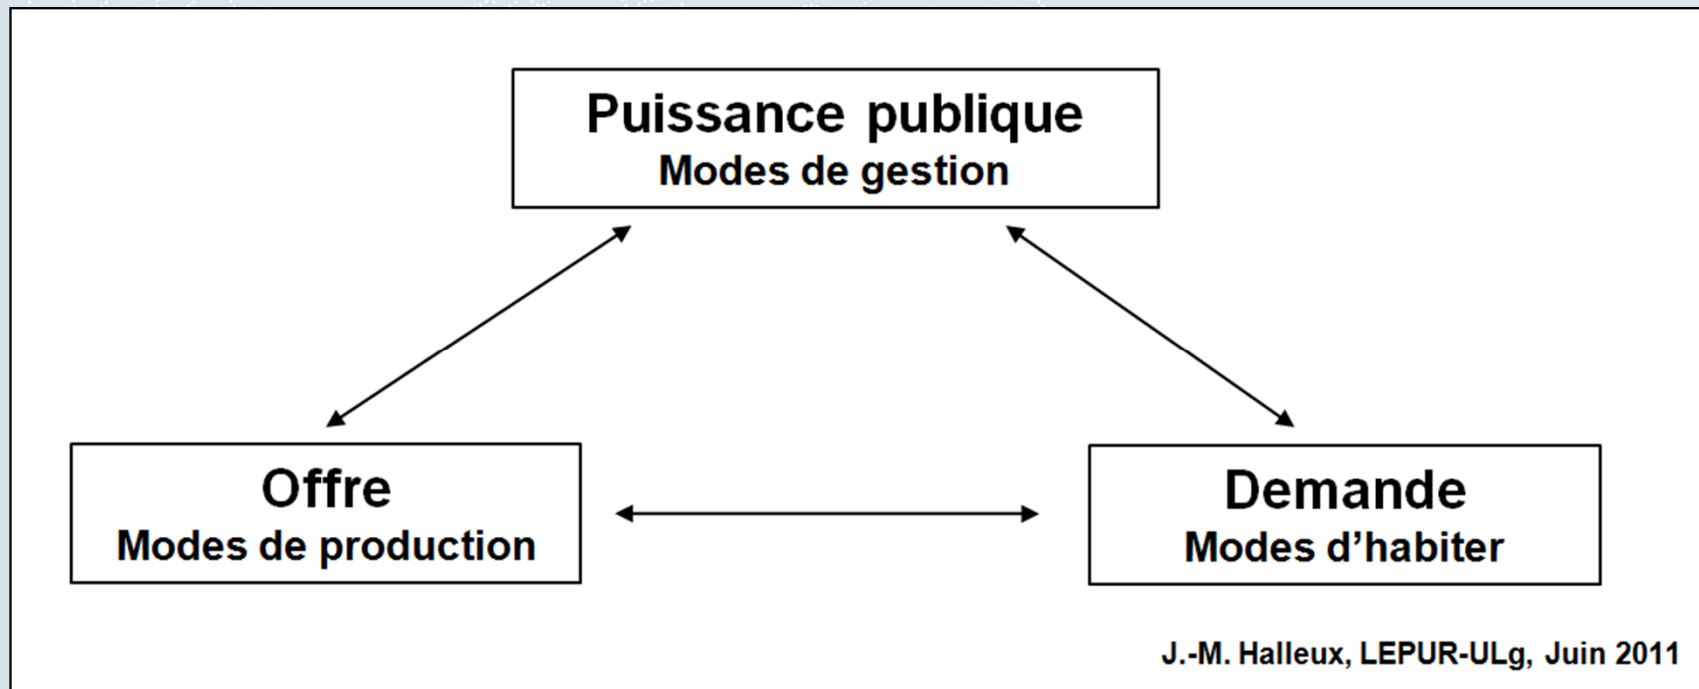 Puissance publique
Modes de gestion
Offre
Modes de production
Demande
Modes d'habiter
J.-M. Halleux, LEPUR-ULg, Juin 2011